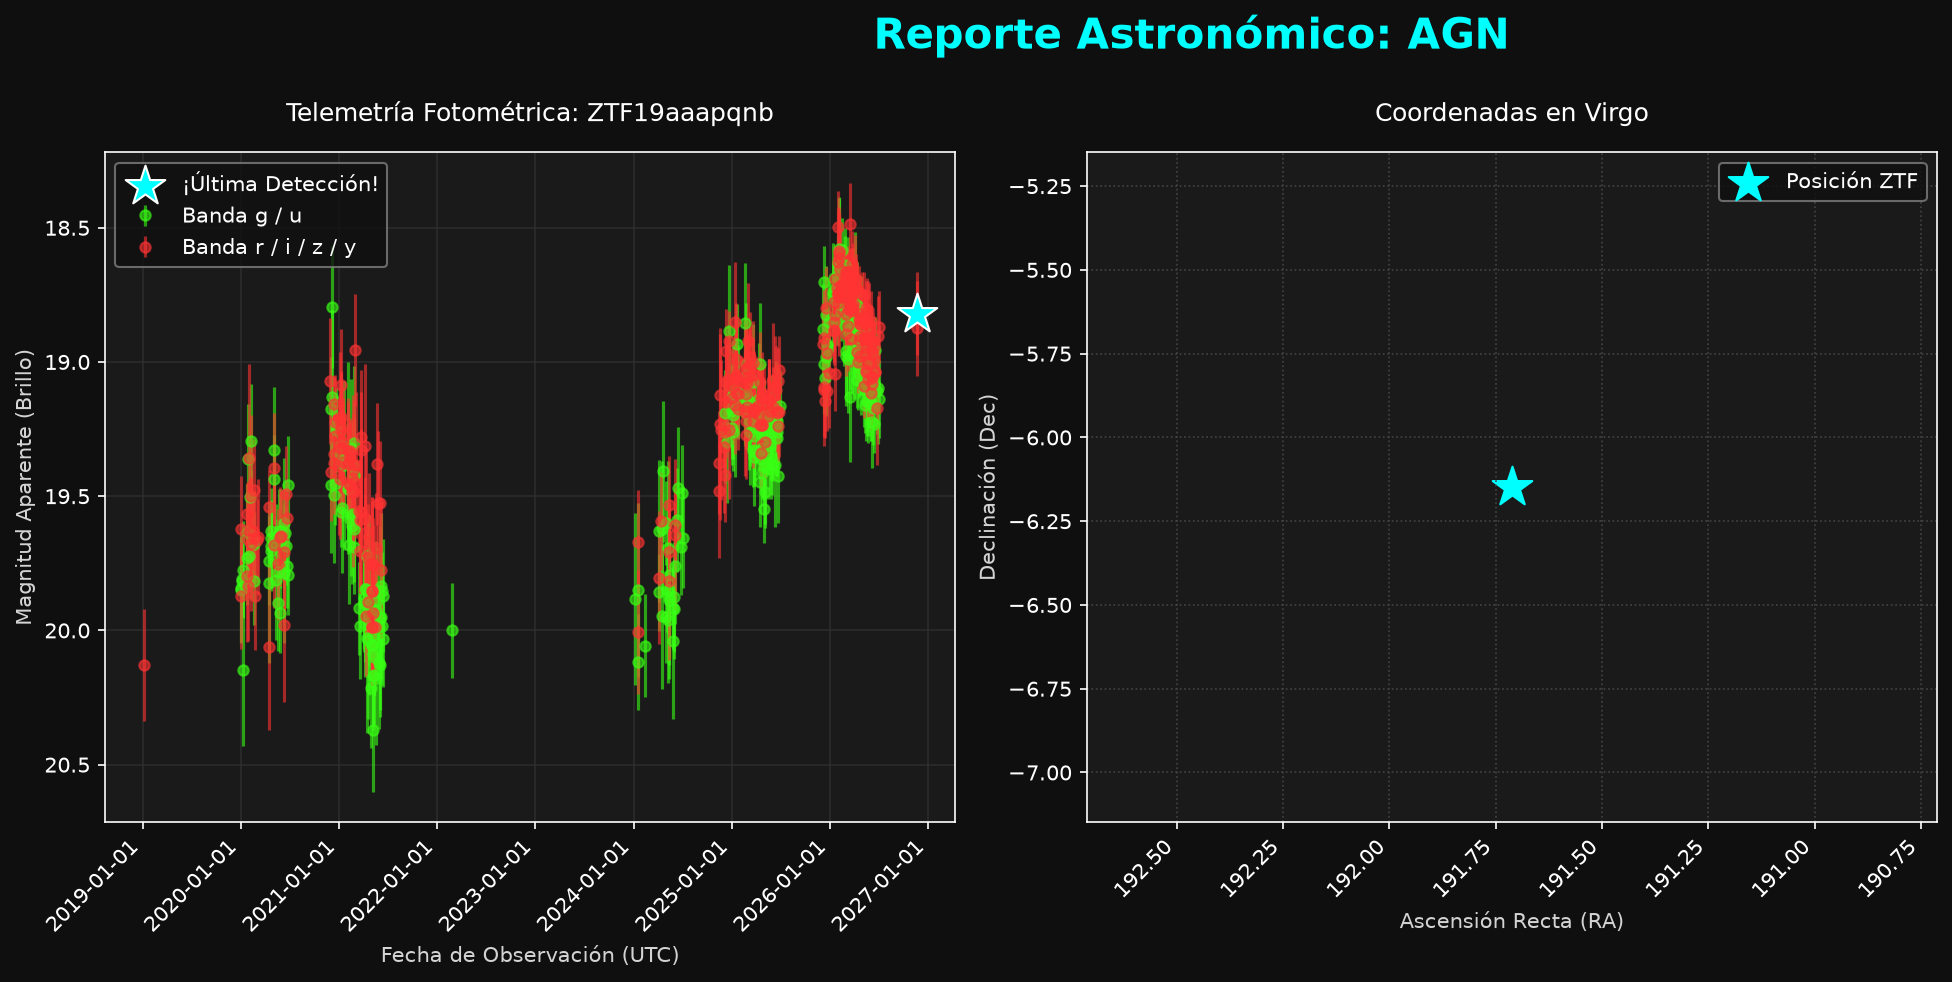 Reporte Astronómico: AGN
Telemetría Fotométrica: ZTF19aaapqnb
¡Última Detección!
Banda g / u
Banda r / i / z / y
Magnitud Aparente (Brillo)
18.5
19.0
19.5
20.0
20.5
2019-01-01
2020-01-01
2021-01-01
2022-01-01
2023-01-01
2024-01-01
2025-01-01
2026-01-01
2027-01-01
Fecha de Observación (UTC)
Coordenadas en Virgo
Posición ZTF
Declinación (Dec)
−5.25
−5.50
−5.75
−6.00
−6.25
−6.50
−6.75
−7.00
192.50
192.25
192.00
191.75
191.50
191.25
191.00
190.75
Ascensión Recta (RA)